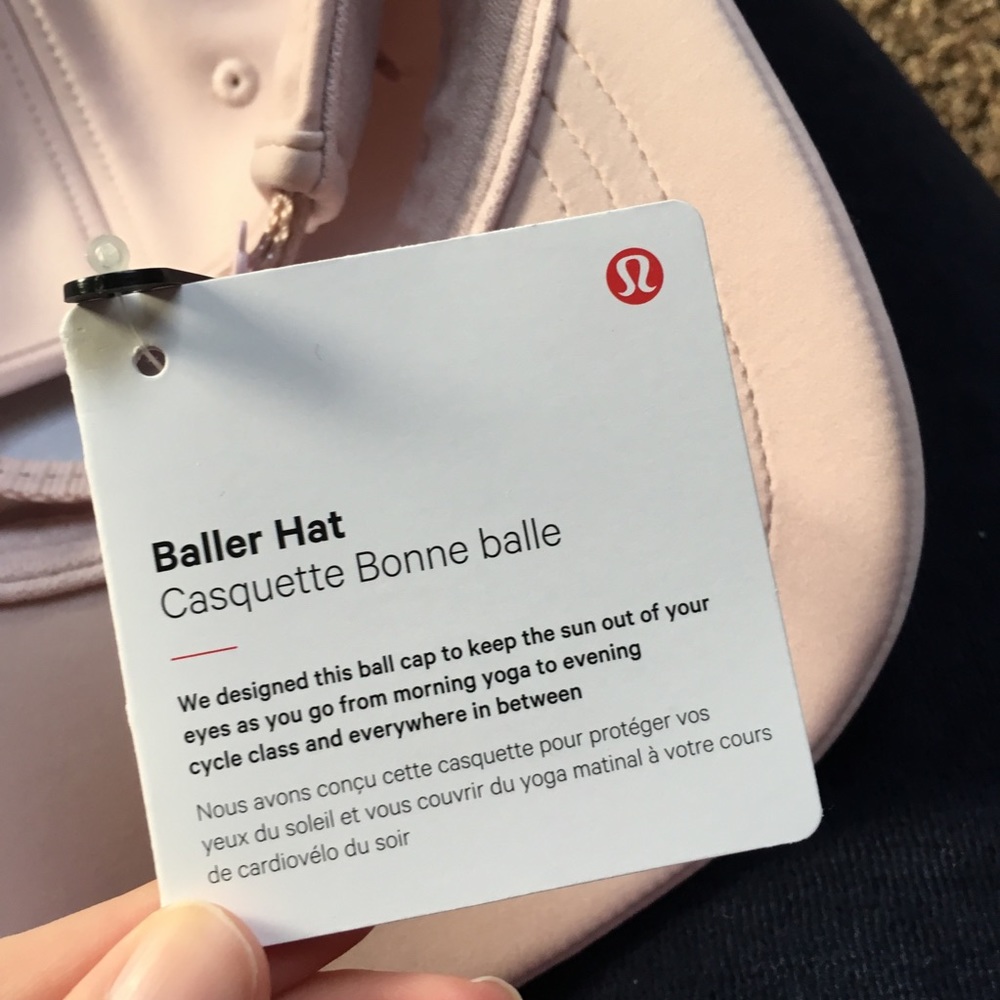 Baller Hat
Casquette Bonne balle
We designed this ball cap to keep the sun out of your
eyes as you go from morning yoga to evening
cycle class and everywhere in between
Nous avons conçu cette casquette pour protéger vos
yeux du soleil et vous couvrir du yoga matinal à votre cours
de cardiovélo du soir